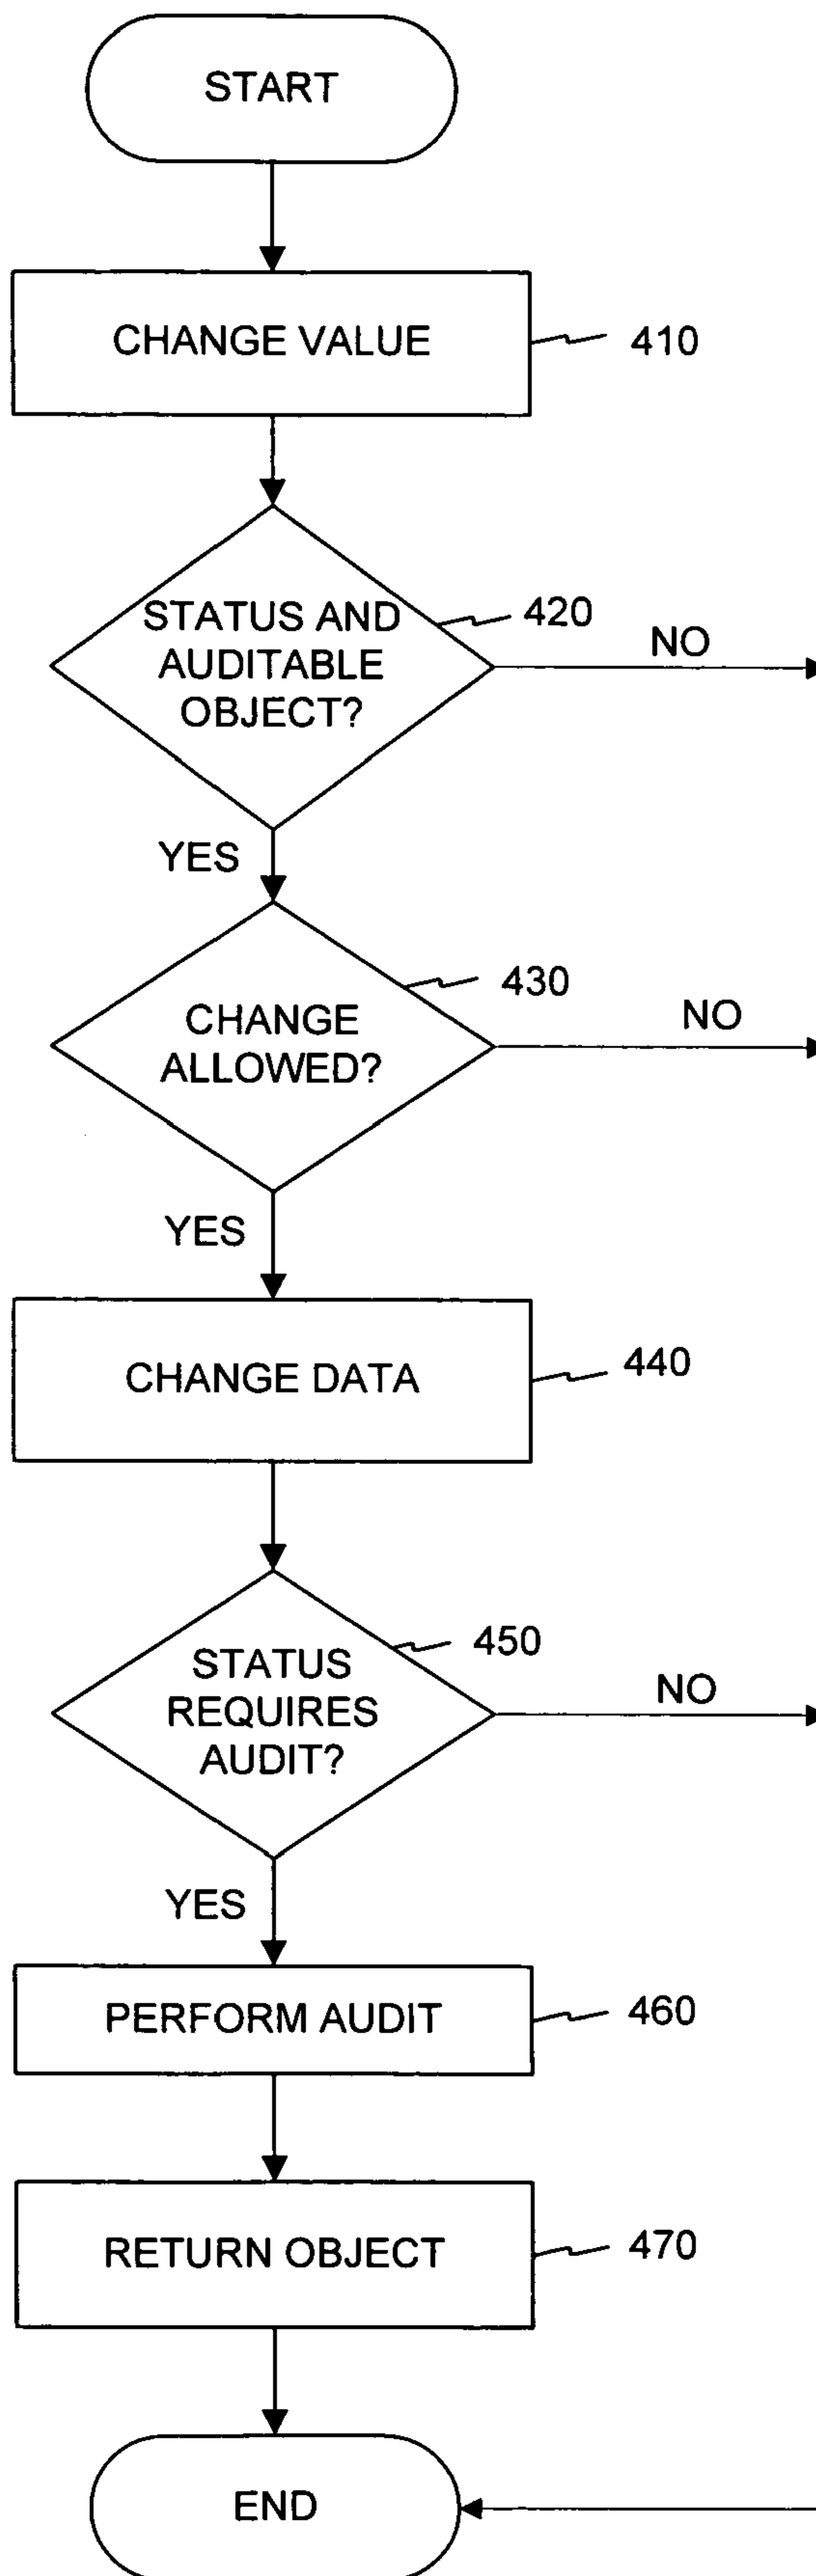 START
CHANGE VALUE
410
STATUS AND
AUDITABLE
OBJECT?
420
NO
YES
CHANGE
ALLOWED?
430
NO
YES
CHANGE DATA
440
STATUS
REQUIRES
AUDIT?
450
NO
YES
PERFORM AUDIT
460
RETURN OBJECT
470
END